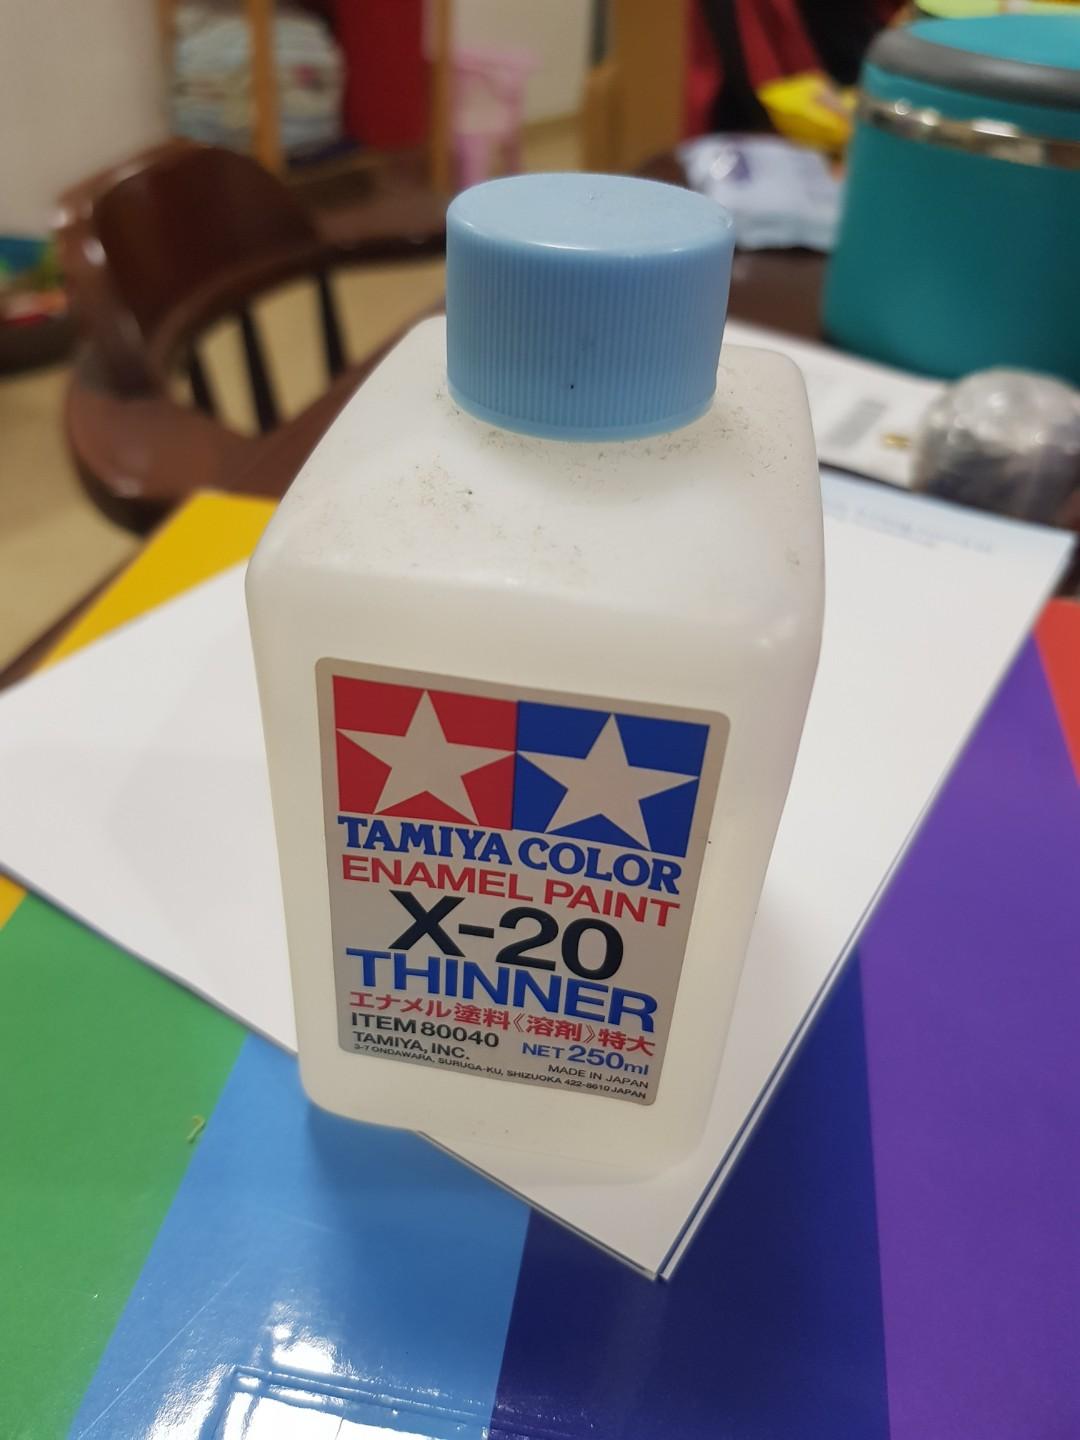 TAMIYA COLOR
ENAMEL PAINT
X-20
THINNER
エナメル塗料《溶剤》特大
ITEM 80040 NET 250ml
TAMIYA, INC. MADE IN JAPAN
3-7 ONDAWARA, SURUGA-KU, SHIZUOKA 422-8610 JAPAN